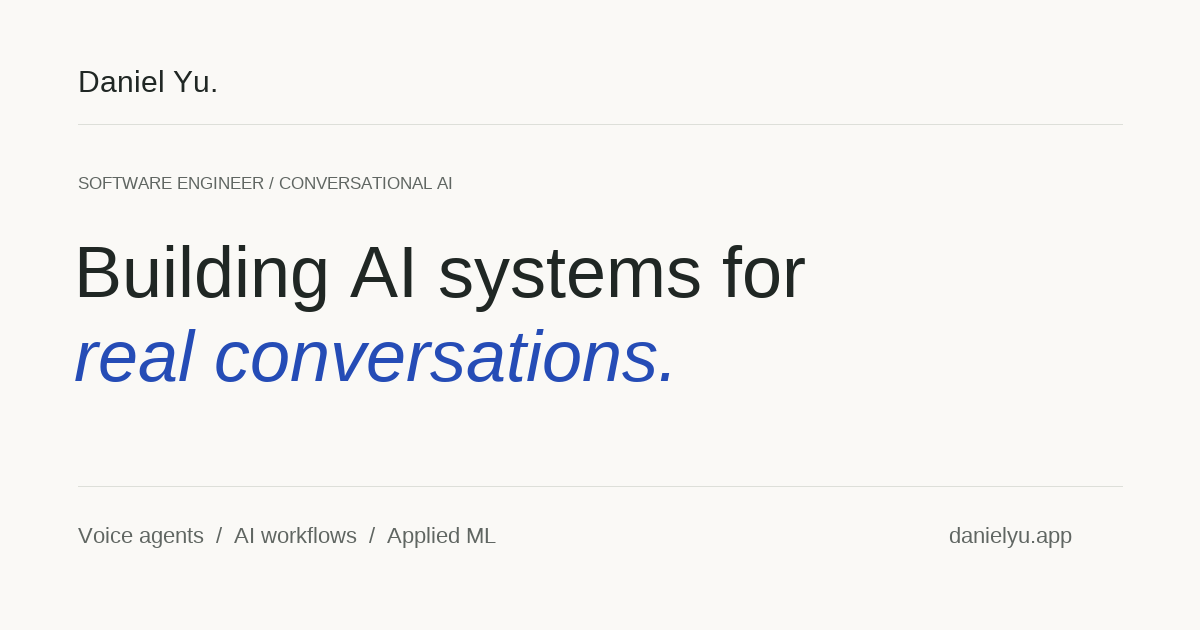 Daniel Yu.
SOFTWARE ENGINEER / CONVERSATIONAL AI
Building AI systems for
real conversations.
Voice agents / AI workflows / Applied ML
danielyu.app